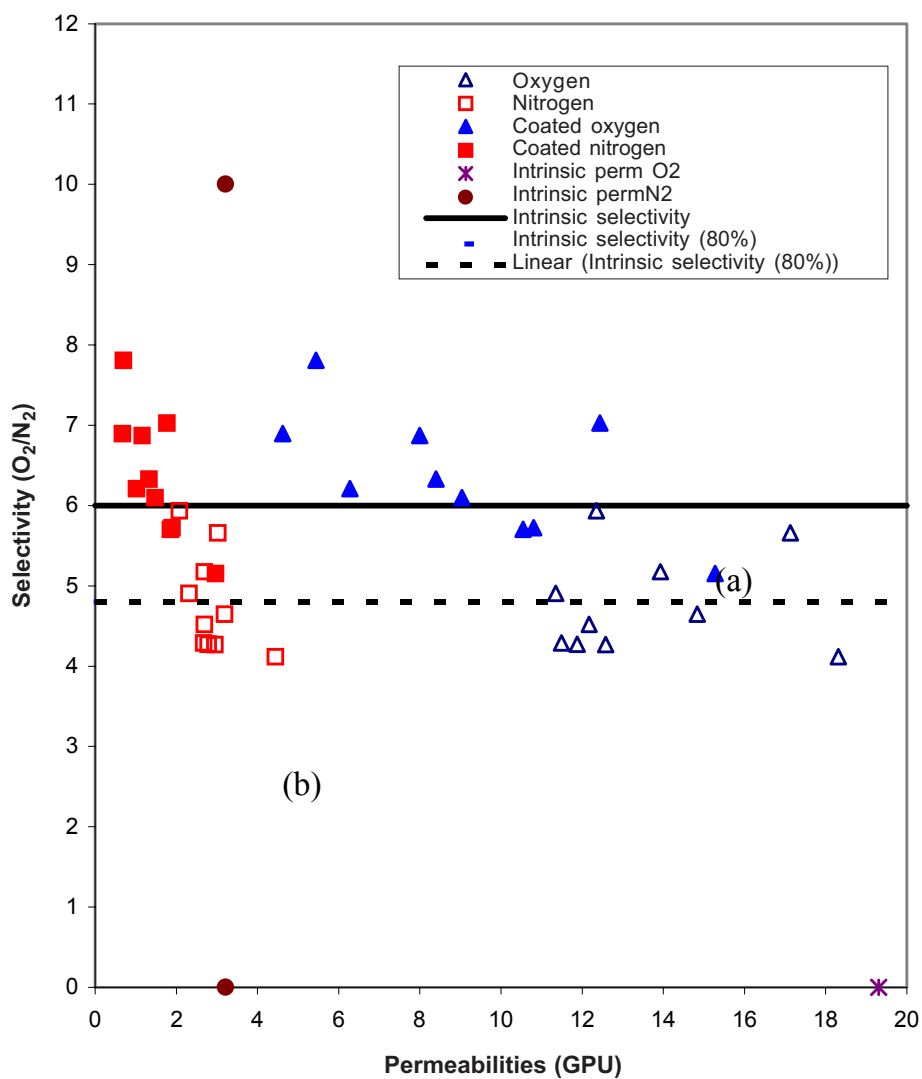 12
11
10
9
8
7
6
5
4
3
2
1
0
Selectivity (O₂/N₂)
Oxygen
Nitrogen
Coated oxygen
Coated nitrogen
Intrinsic perm O2
Intrinsic permN2
Intrinsic selectivity
Intrinsic selectivity (80%)
Linear (Intrinsic selectivity (80%))
(a)
(b)
0 2 4 6 8 10 12 14 16 18 20
Permeabilities (GPU)